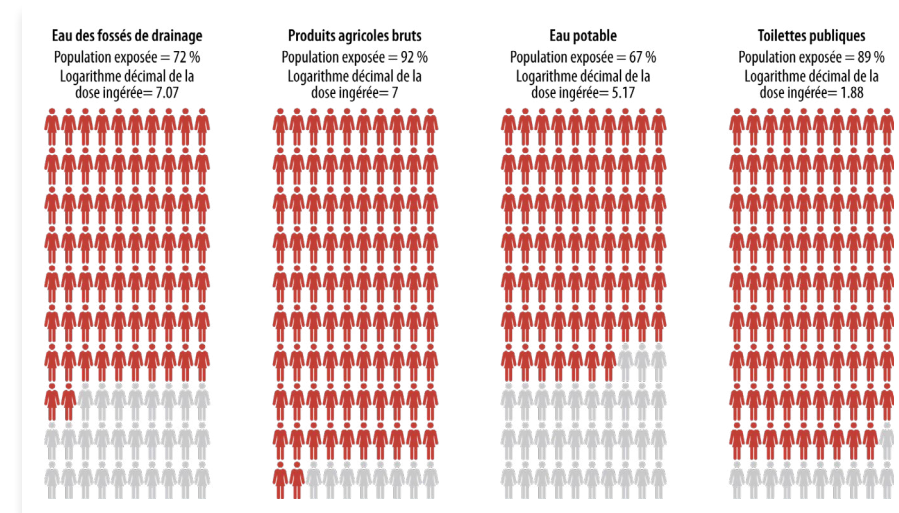 Eau des fossés de drainage
Population exposée = 72 %
Logarithme décimal de la
dose ingérée= 7.07
Produits agricoles bruts
Population exposée = 92 %
Logarithme décimal de la
dose ingérée= 7
Eau potable
Population exposée = 67 %
Logarithme décimal de la
dose ingérée= 5.17
Toilettes publiques
Population exposée = 89 %
Logarithme décimal de la
dose ingérée= 1.88